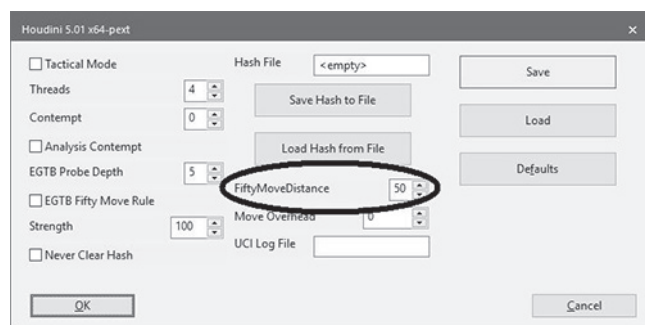 Houdini 5.01 x64-pext ×
Tactical Mode
Threads 4
Contempt 0
Analysis Contempt
EGTB Probe Depth 5
EGTB Fifty Move Rule
Strength 100
Never Clear Hash
Hash File <empty>
Save Hash to File
Load Hash from File
FiftyMoveDistance 50
Move Overhead 0
UCI Log File
Save
Load
Defaults
OK
Cancel